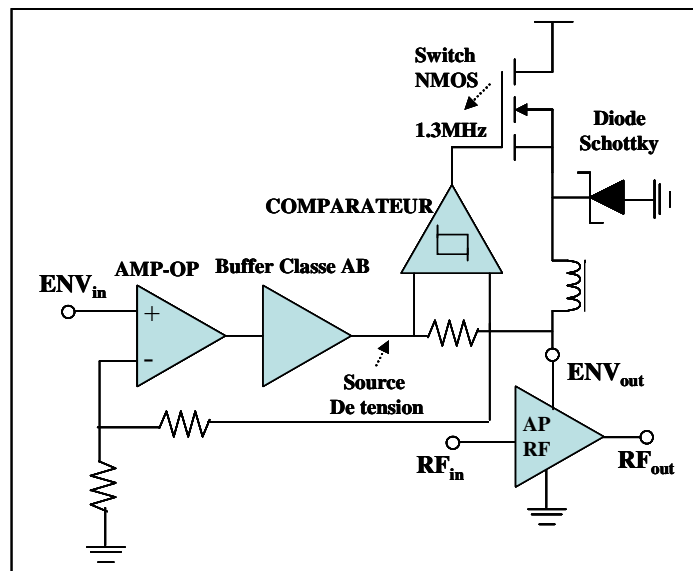 Switch
NMOS
1.3MHz
Diode
Schottky
COMPARATEUR
AMP-OP
Buffer Classe AB
ENVin
+
-
Source
De tension
ENVout
AP
RF
RFin
RFout